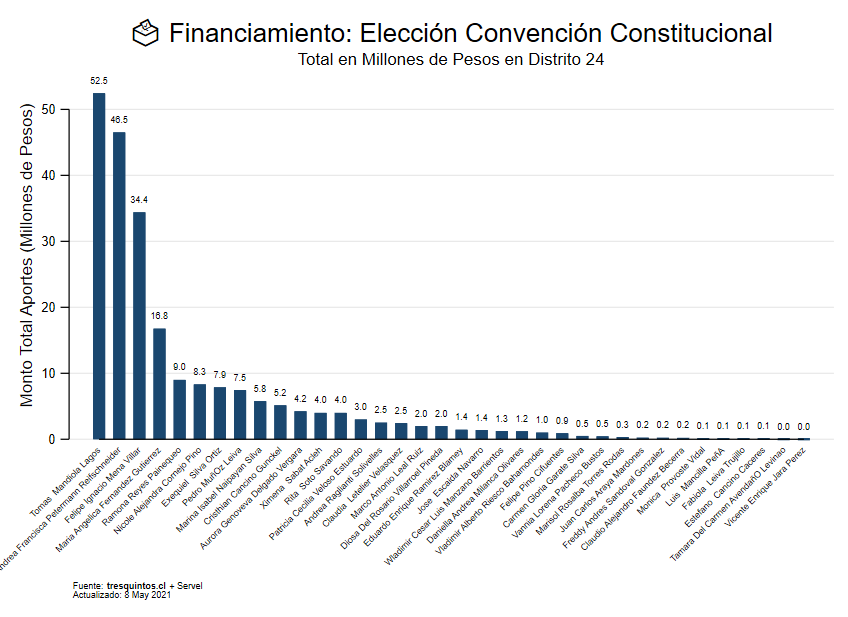 Financiamiento: Elección Convención Constitucional
Total en Millones de Pesos en Distrito 24
Monto Total Aportes (Millones de Pesos)
50
40
30
20
10
0
52.5
46.5
34.4
16.8
9.0
8.3
7.9
7.5
5.8
5.2
4.2
4.0
4.0
3.0
2.5
2.5
2.0
2.0
1.4
1.4
1.3
1.2
1.0
0.9
0.5
0.5
0.3
0.2
0.2
0.2
0.1
0.1
0.1
0.1
0.0
0.0
Tomas Mandiola Lagos
ndrea Francisca Petermann Reifschneider
Felipe Ignacio Mena Villar
Maria Angelica Fernandez Gutierrez
Ramona Reyes Painequeo
Nicole Alejandra Cornejo Pino
Exequiel Silva Ortiz
Pedro MuñOz Leiva
Marina Isabel Naipayan Silva
Cristhian Cancino Gunckel
Aurora Genoveva Delgado Vergara
Ximena Sabat Acleh
Rita Soto Savando
Patricia Cecilia Veloso Estuardo
Andrea Raglianti Solivelles
Claudia Letelier Velasquez
Marco Antonio Leal Ruiz
Diosa Del Rosario Villarroel Pineda
Eduardo Enrique Ramirez Blamey
Jose Escalida Navarro
Wladimir Cesar Luis Manzano Barrientos
Daniella Andrea Milanca Olivares
Vladimir Alberto Riesco Bahamondes
Felipe Pino Cifuentes
Carmen Gloria Garate Silva
Vannia Lorena Pacheco Bustos
Marisol Rosalba Torres Rodas
Juan Carlos Araya Mardones
Freddy Andres Sandoval Gonzalez
Claudio Alejandro Faundez Becerra
Monica Provoste Vidal
Luis Mancilla PeñA
Fabiola Leiva Trujillo
Estefano Cancino Caceres
Tamara Del Carmen Avendaño Levinao
Vicente Enrique Jara Perez
Fuente: tresquintos.cl + Servel
Actualizado: 8 May 2021